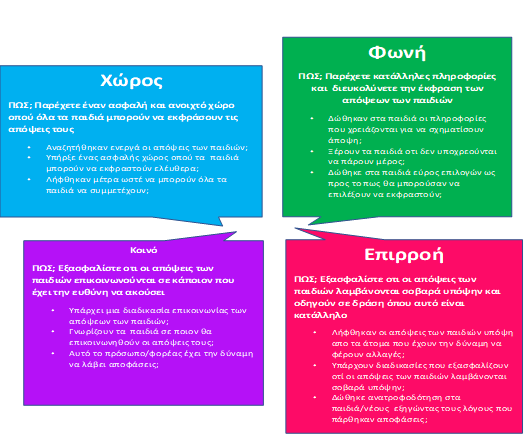 Χώρος
ΠΩΣ; Παρέχετε έναν ασφαλή και ανοιχτό χώρο
οπού όλα τα παιδιά μπορούν να εκφράσουν τις
απόψεις τους
• Αναζητήθηκαν ενεργά οι απόψεις των παιδιών;
• Υπήρξε ένας ασφαλής χώρος οπού τα παιδιά
μπορούν να εκφραστούν ελέυθερα;
• Λήφθηκαν μέτρα ωστέ να μπορούν όλα τα
παιδιά να συμμετέχουν;
Φωνή
ΠΩΣ; Παρέχετε κατάλληλες πληροφορίες
και διευκολύνετε την έκφραση των
απόψεων των παιδιών
• Δώθηκαν στα παιδιά οι πληροφορίες
που χρειάζονται για να σχηματίσουν
άποψη;
• Ξέρουν τα παιδιά οτι δεν υποχρεούνται
να πάρουν μέρος;
• Δώθηκε στα παιδιά εύρος επιλογών ως
προς το πως θα μπορούσαν να
επιλέξουν να εκφραστούν;
Κοινό
ΠΩΣ; Εξασφαλίστε οτι οι απόψεις των
παιδιών επικοινωνούνται σε κάποιον που
έχει την ευθύνη να ακούσει
• Υπάρχει μια διαδικασία επικοινωνίας των
απόψεων των παιδιών;
• Γνωρίζουν τα παιδιά σε ποιον θα
επικοινωνηθούν οι απόψεις τους;
• Αυτό το πρόσωπο/φορέας έχει την δύναμη
να λάβει αποφάσεις;
Επιρροή
ΠΩΣ; Εξασφαλίστε οτι οι απόψεις των
παιδιών λαμβάνονται σοβαρά υπόψην και
οδηγούν σε δράση όπου αυτό είναι
κατάλληλο
• Λήφθηκαν οι απόψεις των παιδιών υπόψη
απο τα άτομα που έχουν την δύναμη να
φέρουν αλλαγές;
• Υπάρχουν διαδικασίες που εξασφαλίζουν
οτί οι απόψεις των παιδιών λαμβάνονται
σοβαρά υπόψην;
• Δώθηκε ανατροφοδότηση στα
παιδιά/νέους εξηγώντας τους λόγους που
πάρθηκαν αποφάσεις;